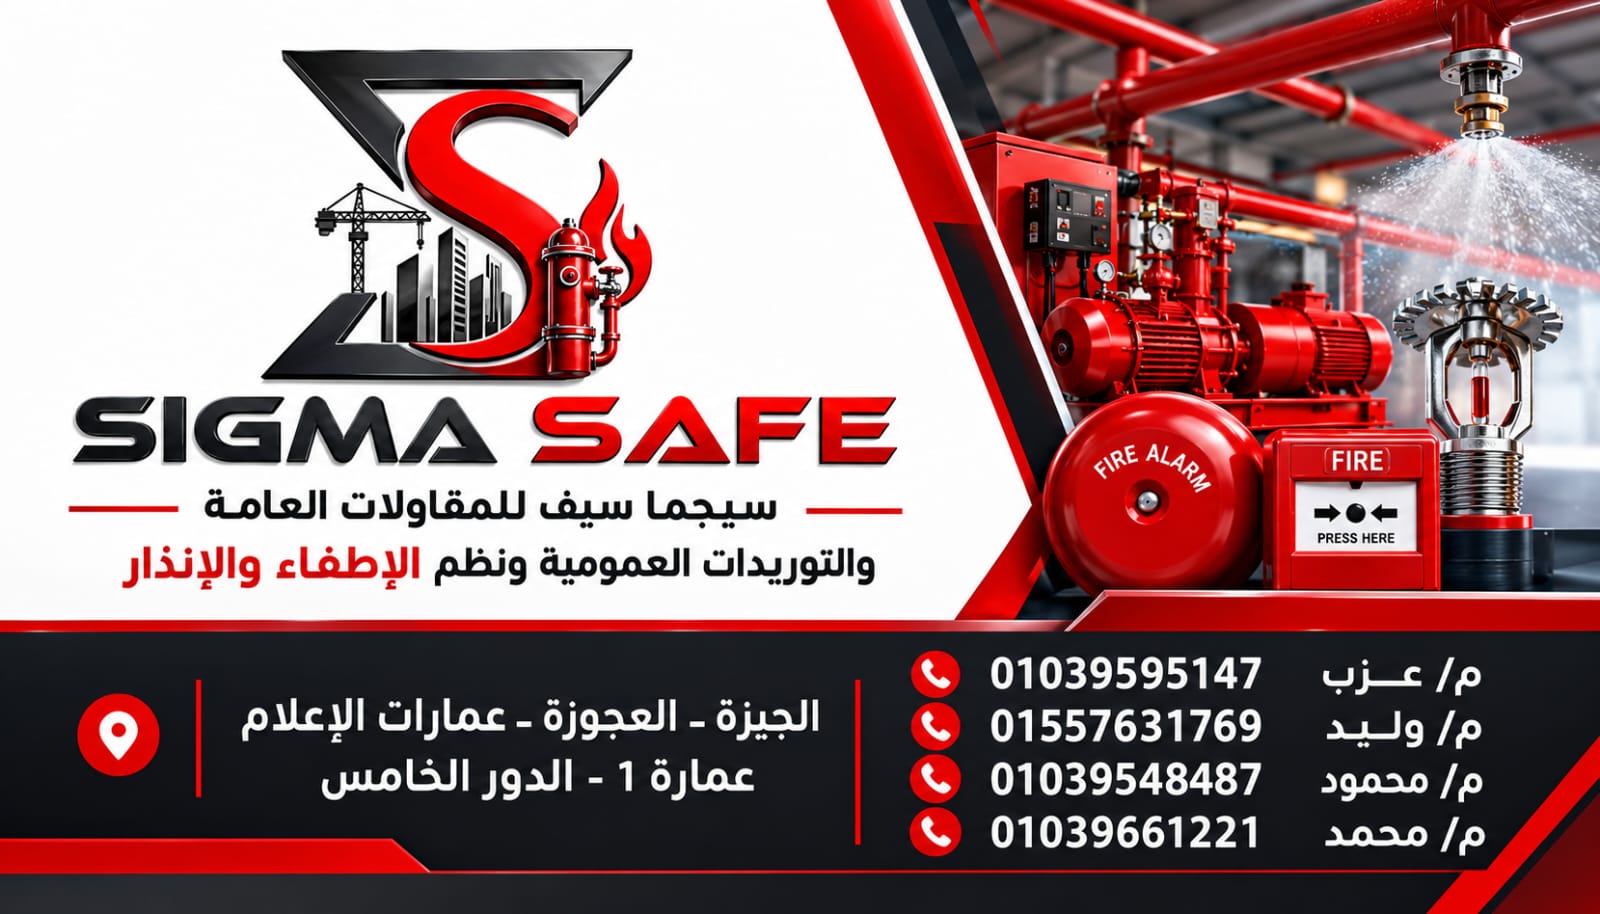 SIGMA SAFE
سيجما سيف للمقاولات العامة
والتوريدات العمومية ونظم الإطفاء والإنذار
FIRE ALARM
FIRE
PRESS HERE
الجيزة - العجوزة - عمارات الإعلام
عمارة 1 - الدور الخامس
م/ عزب 01039595147
م/ وليد 01557631769
م/ محمود 01039548487
م/ محمد 01039661221